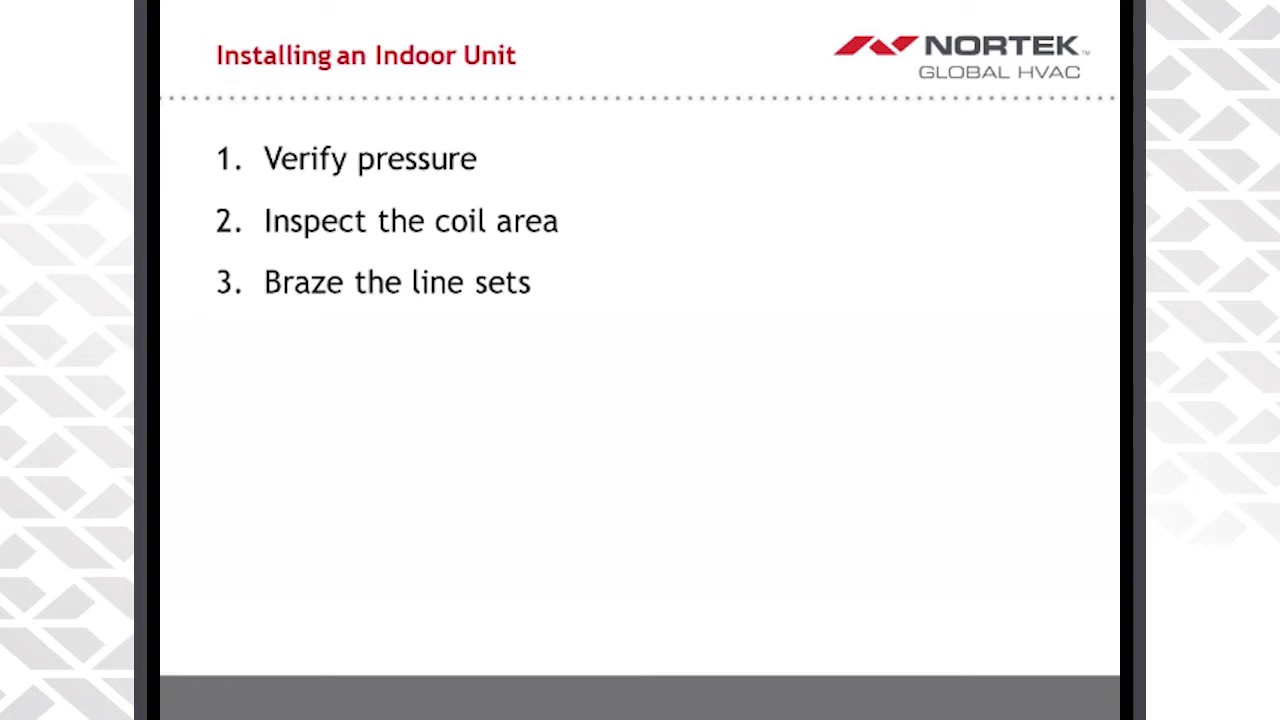 Installing an Indoor Unit
NORTEK™
GLOBAL HVAC
1. Verify pressure
2. Inspect the coil area
3. Braze the line sets